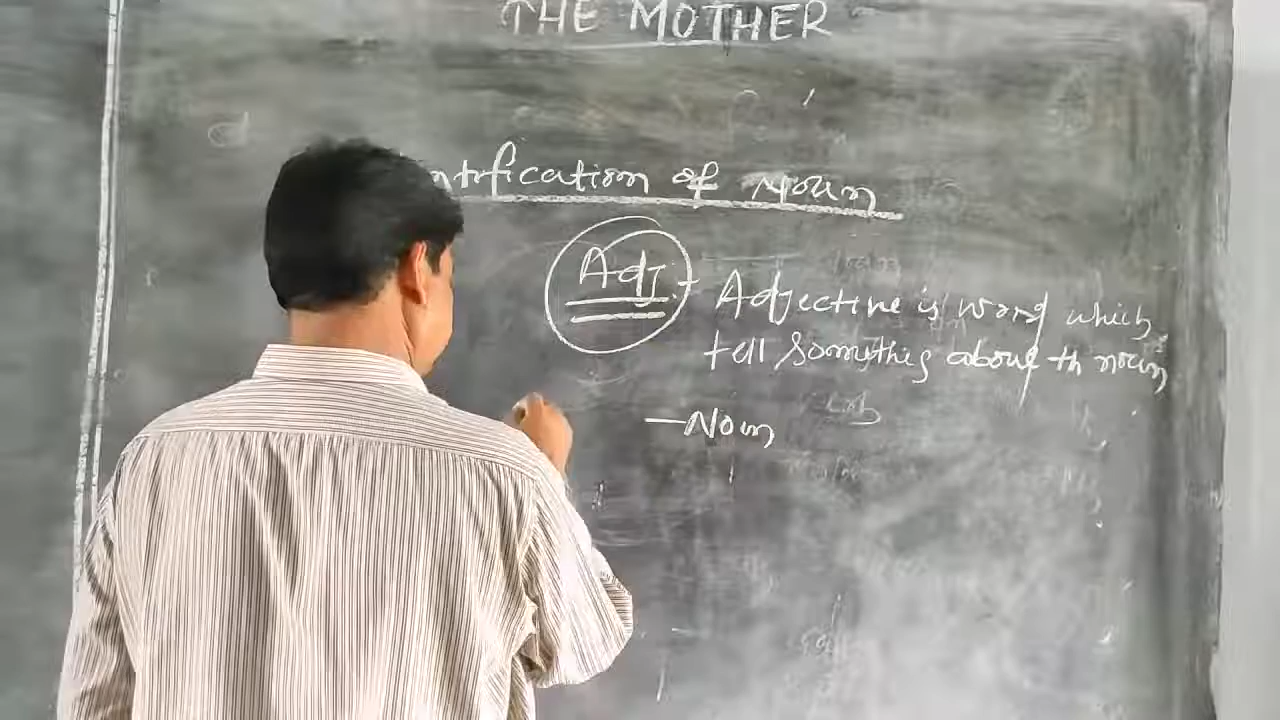 THE MOTHER
ntification of Noun
Adj. - Adjective is word which
tell something about th noun
— Noun